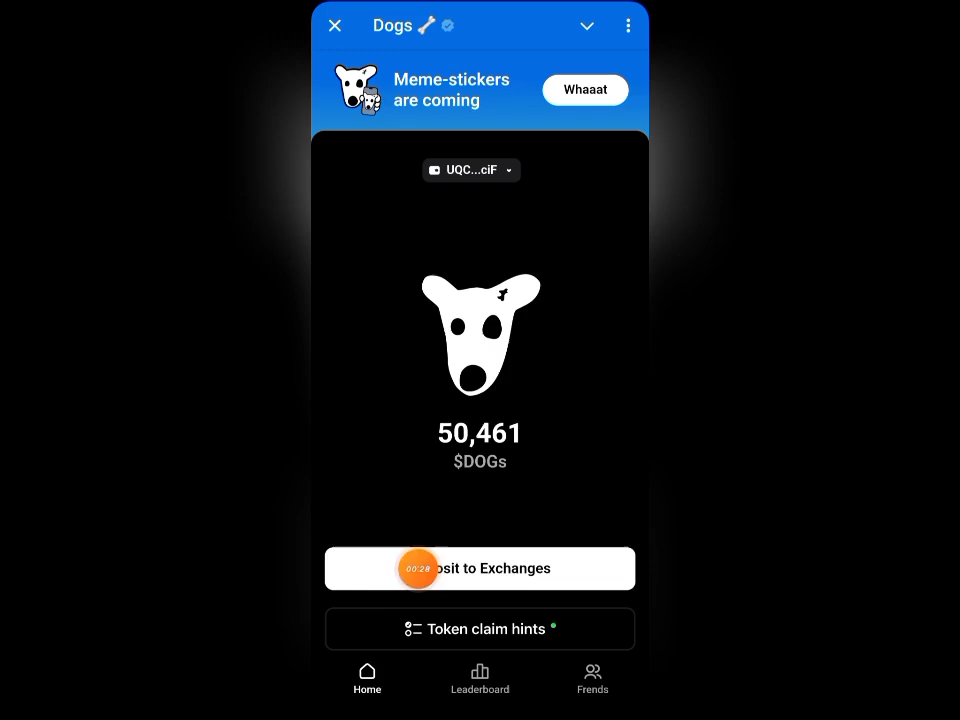 Dogs
Meme-stickers
are coming
Whaaat
UQC...ciF
50,461
$DOGs
00:28
to Exchanges
Token claim hints
Home
Leaderboard
Frends